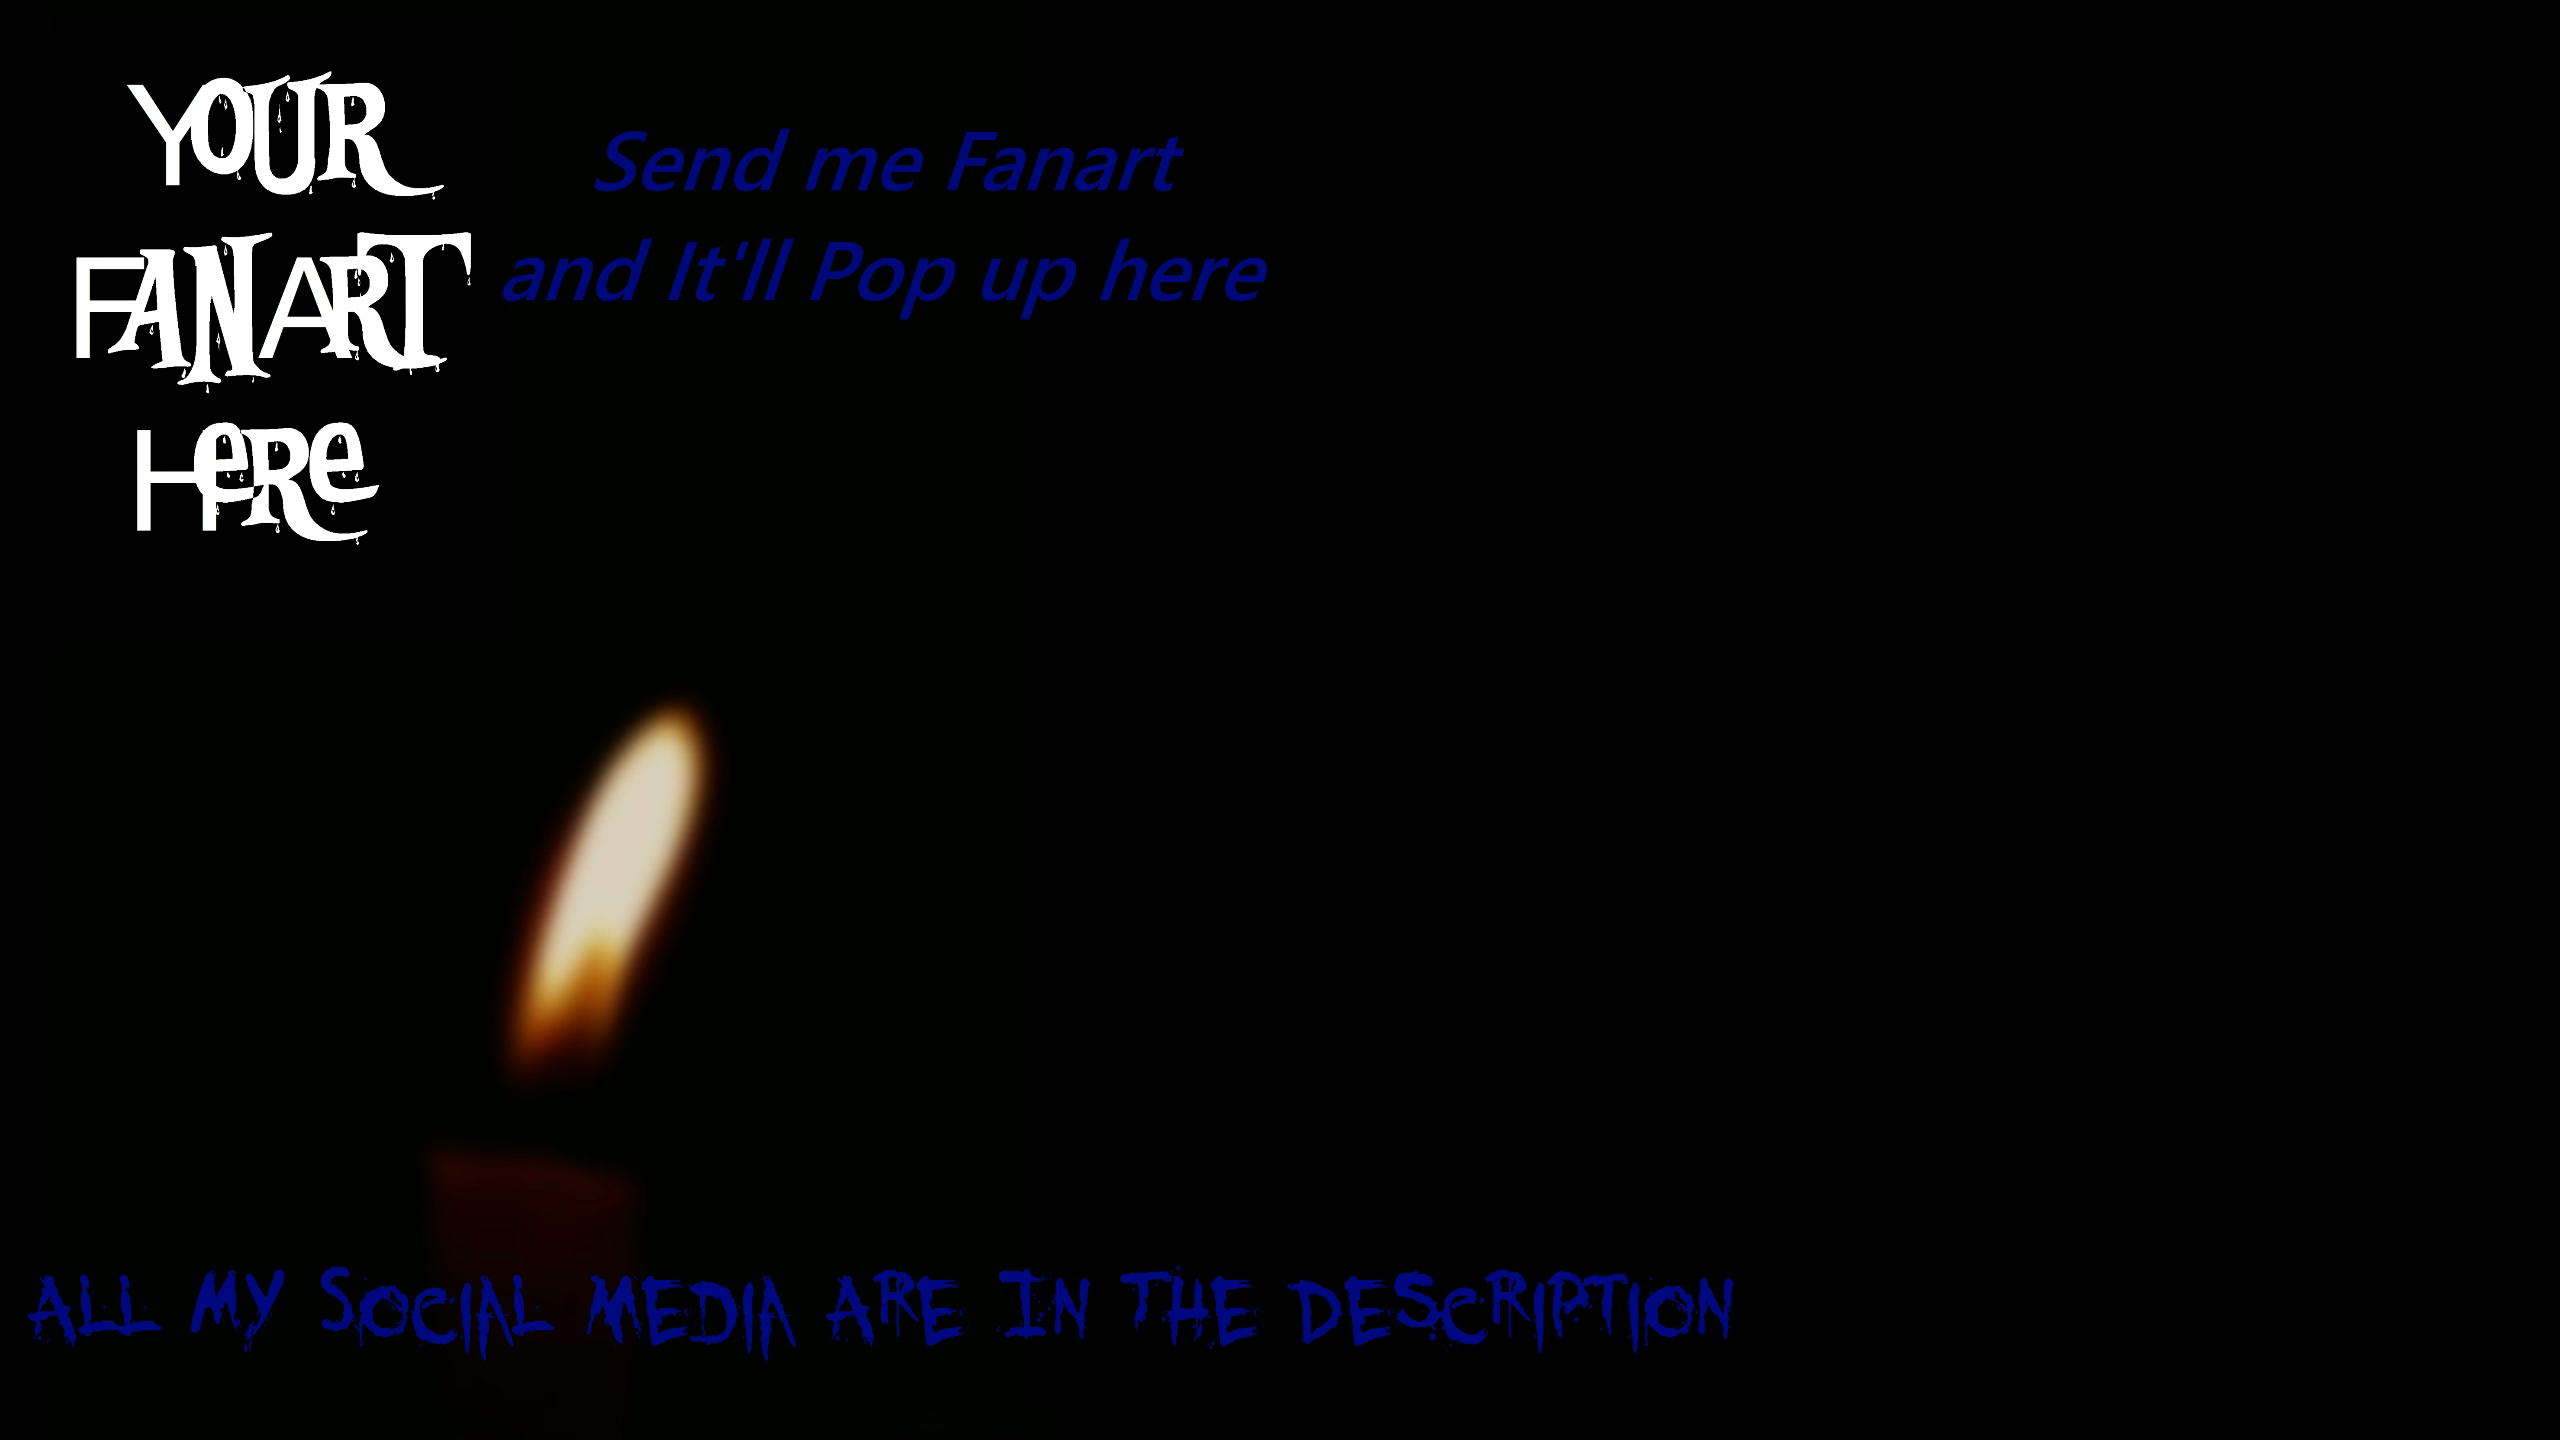 YOUR
FANART
HeRe
Send me Fanart
and It'll Pop up here
ALL MY SOCIAL MEDIA ARE IN THE DESCRIPTION